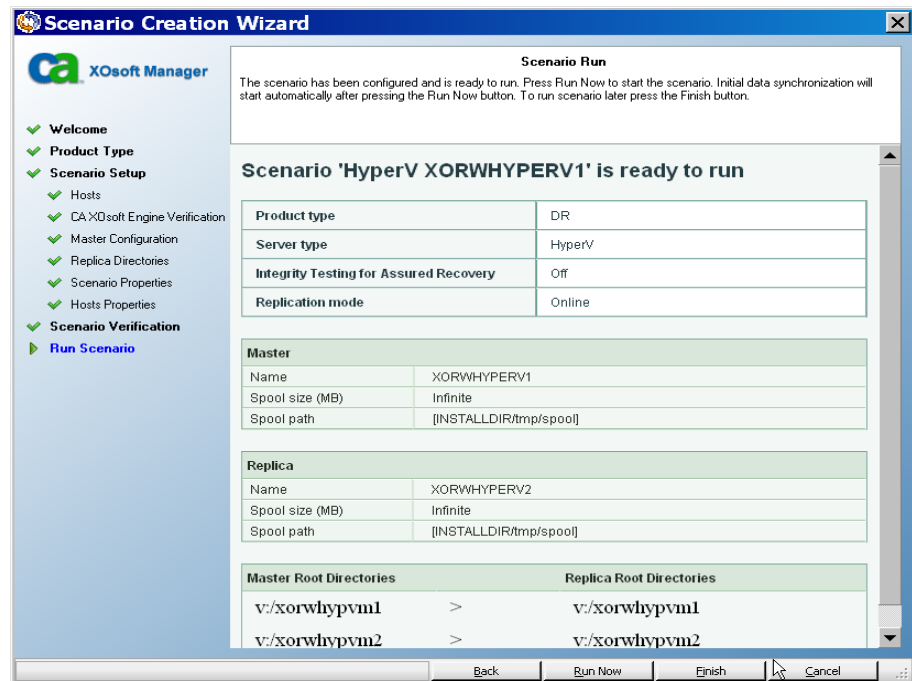 Scenario Creation Wizard
ca XOsoft Manager
Welcome
Product Type
Scenario Setup
Hosts
CA XOsoft Engine Verification
Master Configuration
Replica Directories
Scenario Properties
Hosts Properties
Scenario Verification
Run Scenario
Scenario Run
The scenario has been configured and is ready to run. Press Run Now to start the scenario. Initial data synchronization will
start automatically after pressing the Run Now button. To run scenario later press the Finish button.
Scenario 'HyperV XORWHYPERV1' is ready to run
Product type DR
Server type HyperV
Integrity Testing for Assured Recovery Off
Replication mode Online
Master
Name XORWHYPERV1
Spool size (MB) Infinite
Spool path [INSTALLDIR/tmp/spool]
Replica
Name XORWHYPERV2
Spool size (MB) Infinite
Spool path [INSTALLDIR/tmp/spool]
Master Root Directories Replica Root Directories
v:/xorwhypvm1 > v:/xorwhypvm1
v:/xorwhypvm2 > v:/xorwhypvm2
Back Run Now Finish Cancel